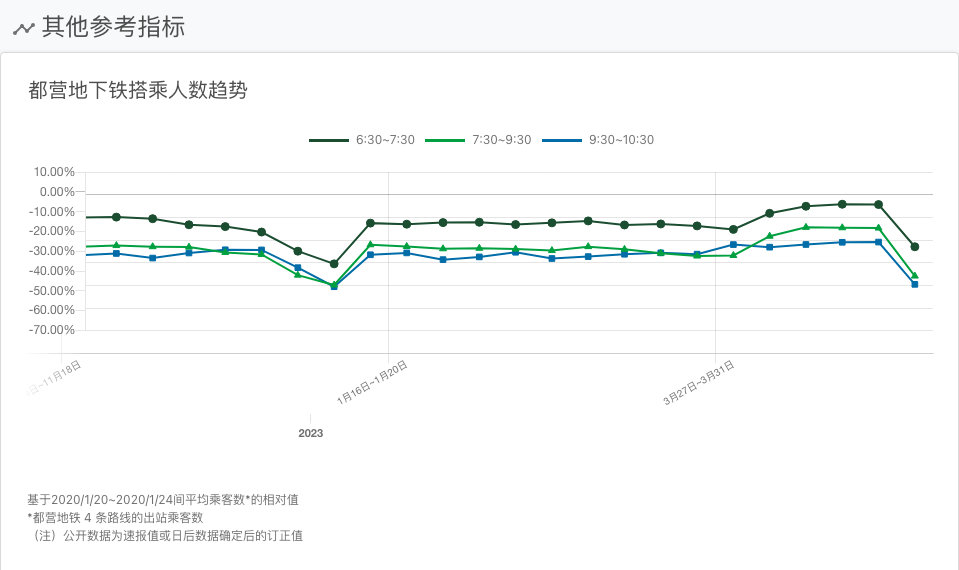 其他参考指标
都营地下铁搭乘人数趋势
6:30~7:30 7:30~9:30 9:30~10:30
10.00%
0.00%
-10.00%
-20.00%
-30.00%
-40.00%
-50.00%
-60.00%
-70.00%
日~11月18日 1月16日~1月20日 3月27日~3月31日
2023
基于2020/1/20~2020/1/24间平均乘客数*的相对值
*都营地铁 4 条路线的出站乘客数
（注）公开数据为速报值或日后数据确定后的订正值